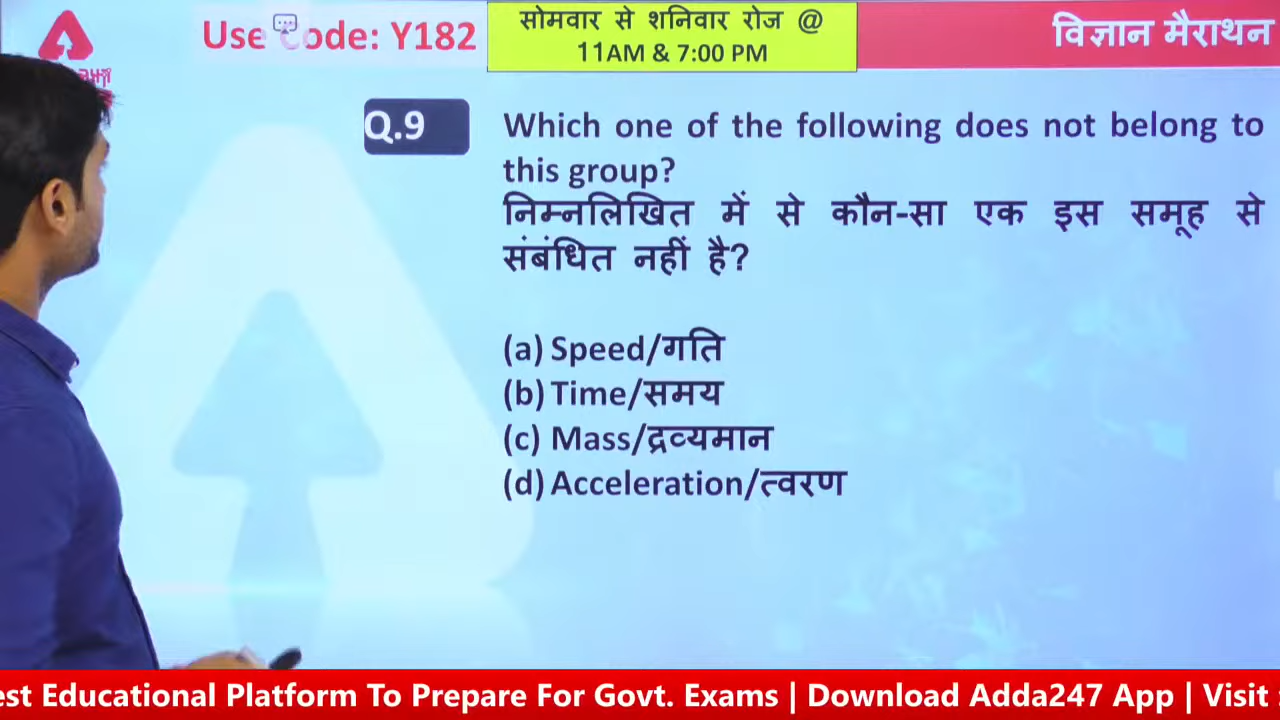 Use Code: Y182
सोमवार से शनिवार रोज @
11AM & 7:00 PM
विज्ञान मैराथन
Q.9
Which one of the following does not belong to
this group?
निम्नलिखित में से कौन-सा एक इस समूह से
संबंधित नहीं है?
(a) Speed/गति
(b) Time/समय
(c) Mass/द्रव्यमान
(d) Acceleration/त्वरण
est Educational Platform To Prepare For Govt. Exams | Download Adda247 App | Visit